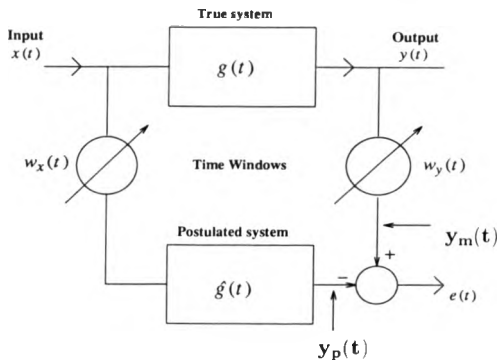 True system
Input
x(t)
Output
y(t)
g(t)
w_x(t)
Time Windows
w_y(t)
Postulated system
y_m(t)
+
ĝ(t)
−
e(t)
y_p(t)